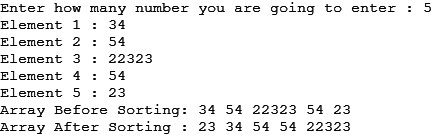 Enter how many number you are going to enter : 5
Element 1 : 34
Element 2 : 54
Element 3 : 22323
Element 4 : 54
Element 5 : 23
Array Before Sorting: 34 54 22323 54 23
Array After Sorting : 23 34 54 54 22323